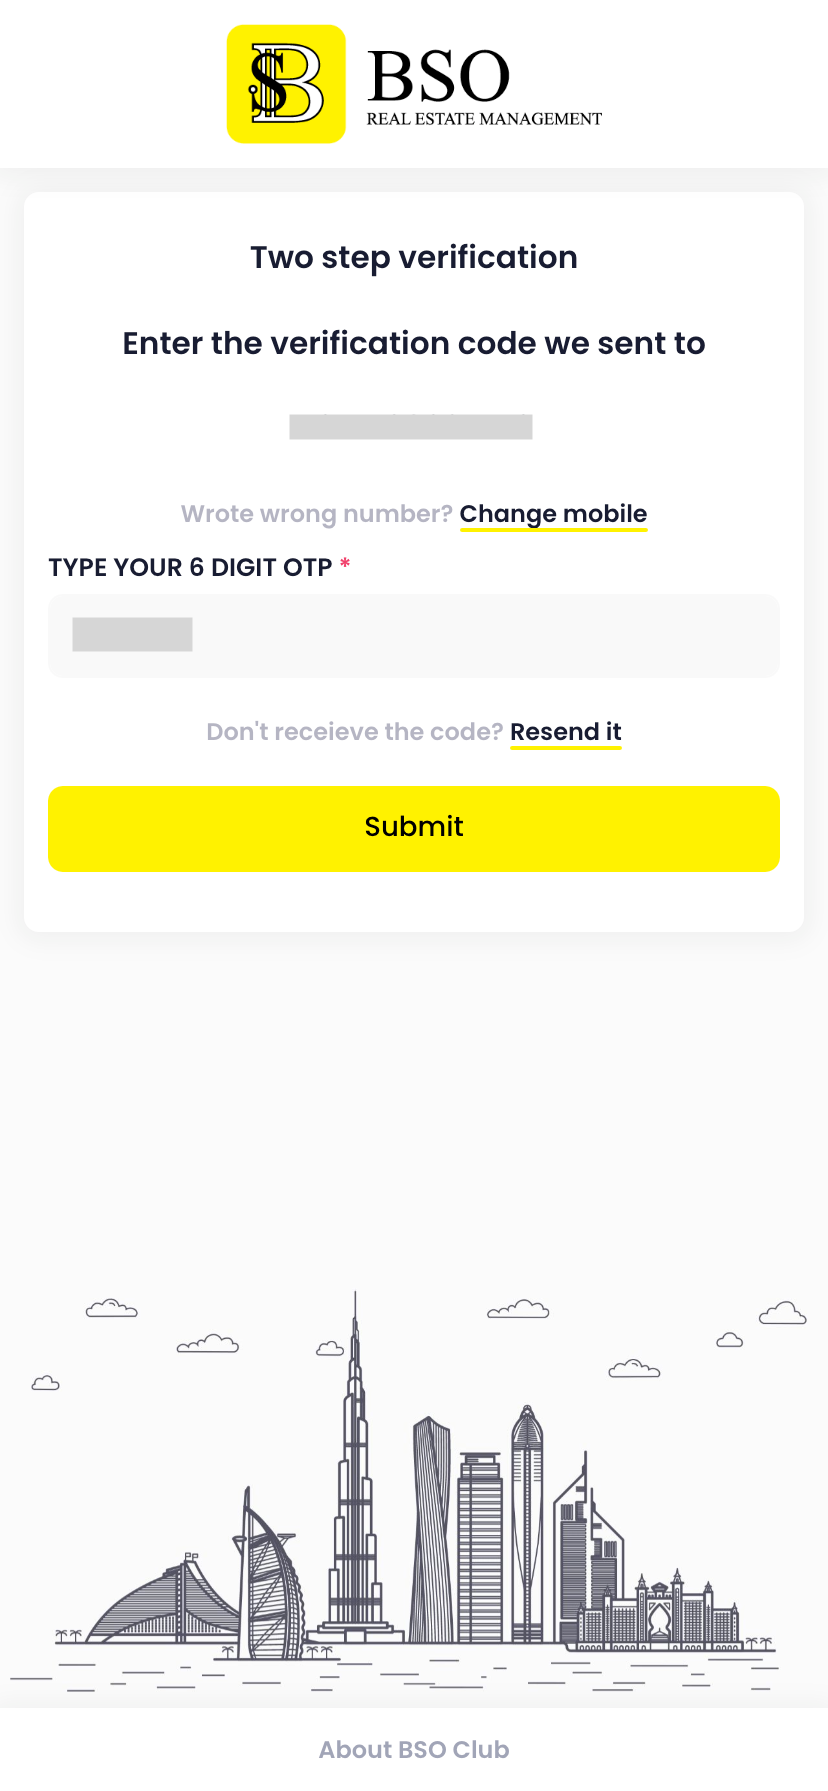 BSO
REAL ESTATE MANAGEMENT
Two step verification
Enter the verification code we sent to
Wrote wrong number? Change mobile
TYPE YOUR 6 DIGIT OTP *
Don't receieve the code? Resend it
Submit
About BSO Club